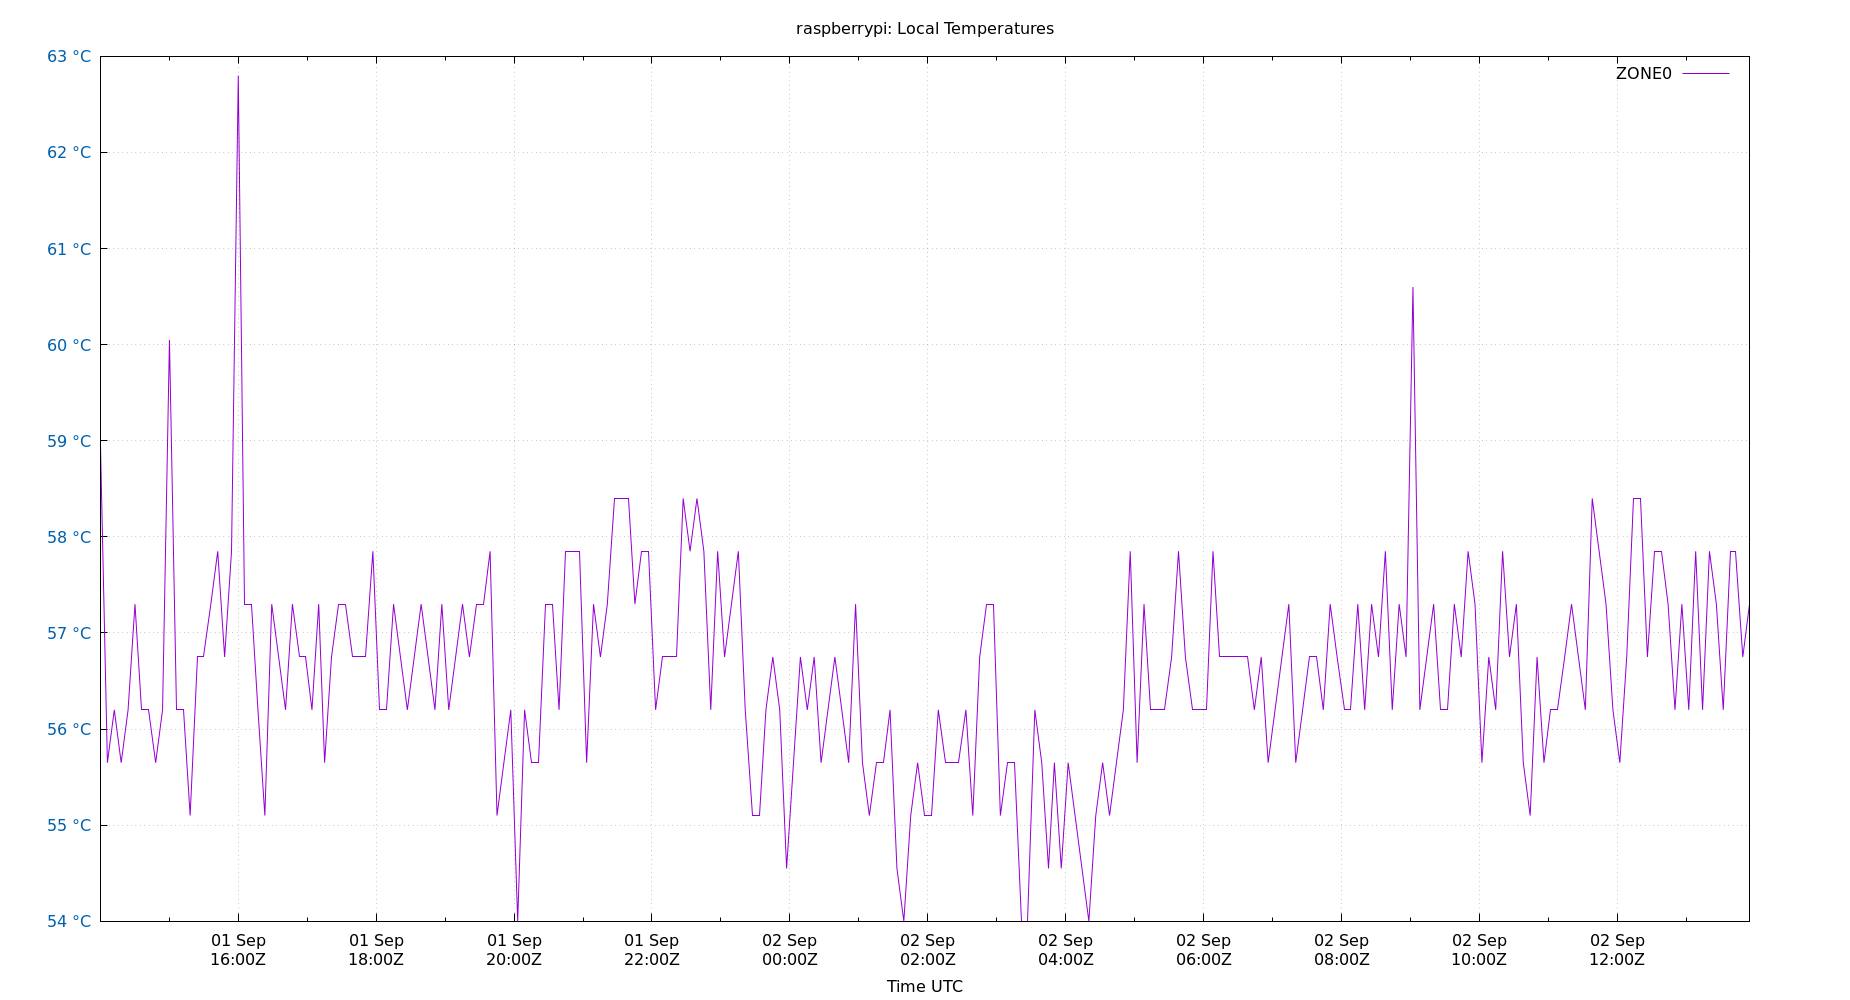 raspberrypi: Local Temperatures
ZONE0
63 °C
62 °C
61 °C
60 °C
59 °C
58 °C
57 °C
56 °C
55 °C
54 °C
01 Sep 01 Sep 01 Sep 01 Sep 02 Sep 02 Sep 02 Sep 02 Sep 02 Sep 02 Sep 02 Sep
16:00Z 18:00Z 20:00Z 22:00Z 00:00Z 02:00Z 04:00Z 06:00Z 08:00Z 10:00Z 12:00Z
Time UTC